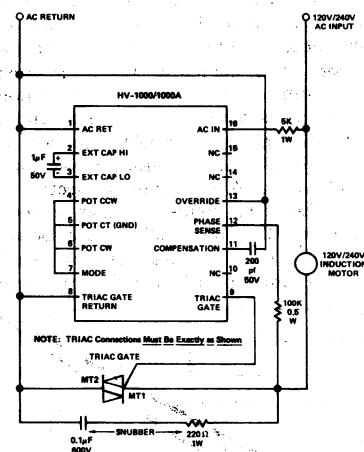 AC RETURN
120V/240V
AC INPUT
HV-1000/1000A
1
AC RET
AC IN
16
5K
1W
1µF
50V
+
2
EXT CAP HI
NC
15
3
EXT CAP LO
NC
14
4
POT CCW
OVERRIDE
13
5
POT CT (GND)
PHASE
SENSE
12
6
POT CW
COMPENSATION
11
200
pf
50V
7
MODE
NC
10
8
TRIAC GATE
RETURN
TRIAC
GATE
9
120V/240V
INDUCTION
MOTOR
100K
0.5
W
NOTE: TRIAC Connections Must Be Exactly as Shown
TRIAC GATE
MT2
MT1
SNUBBER
0.1µF
600V
220Ω
.1W